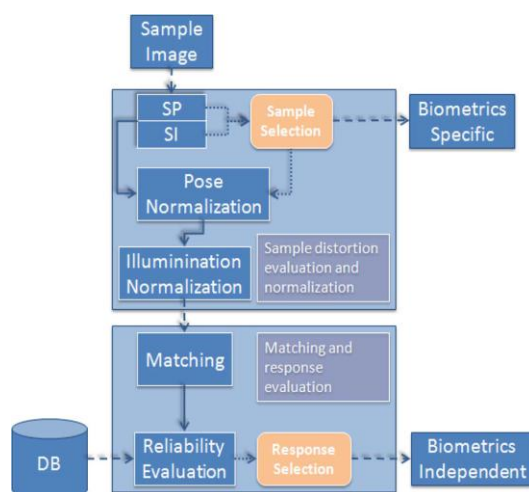 Sample
Image
SP
SI
Sample
Selection
Biometrics
Specific
Pose
Normalization
Illuminination
Normalization
Sample distortion
evaluation and
normalization
Matching
Matching and
response
evaluation
DB
Reliability
Evaluation
Response
Selection
Biometrics
Independent